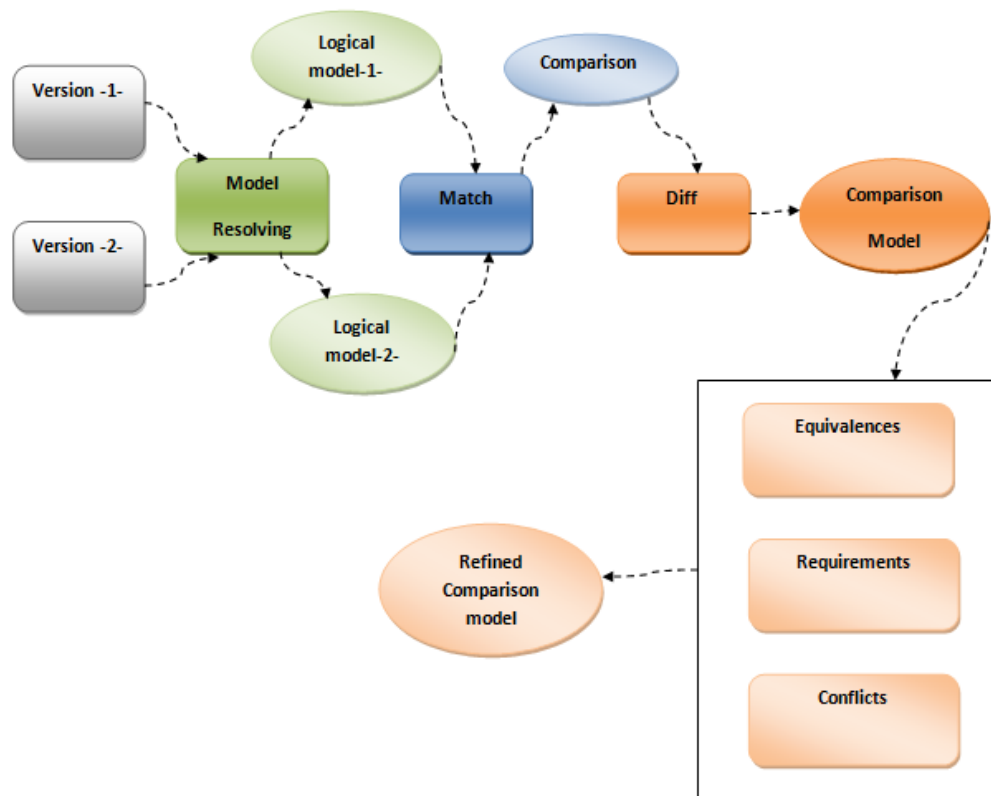 Version -1-
Logical
model-1-
Comparison
Model
Resolving
Match
Diff
Comparison
Model
Version -2-
Logical
model-2-
Equivalences
Requirements
Conflicts
Refined
Comparison
model